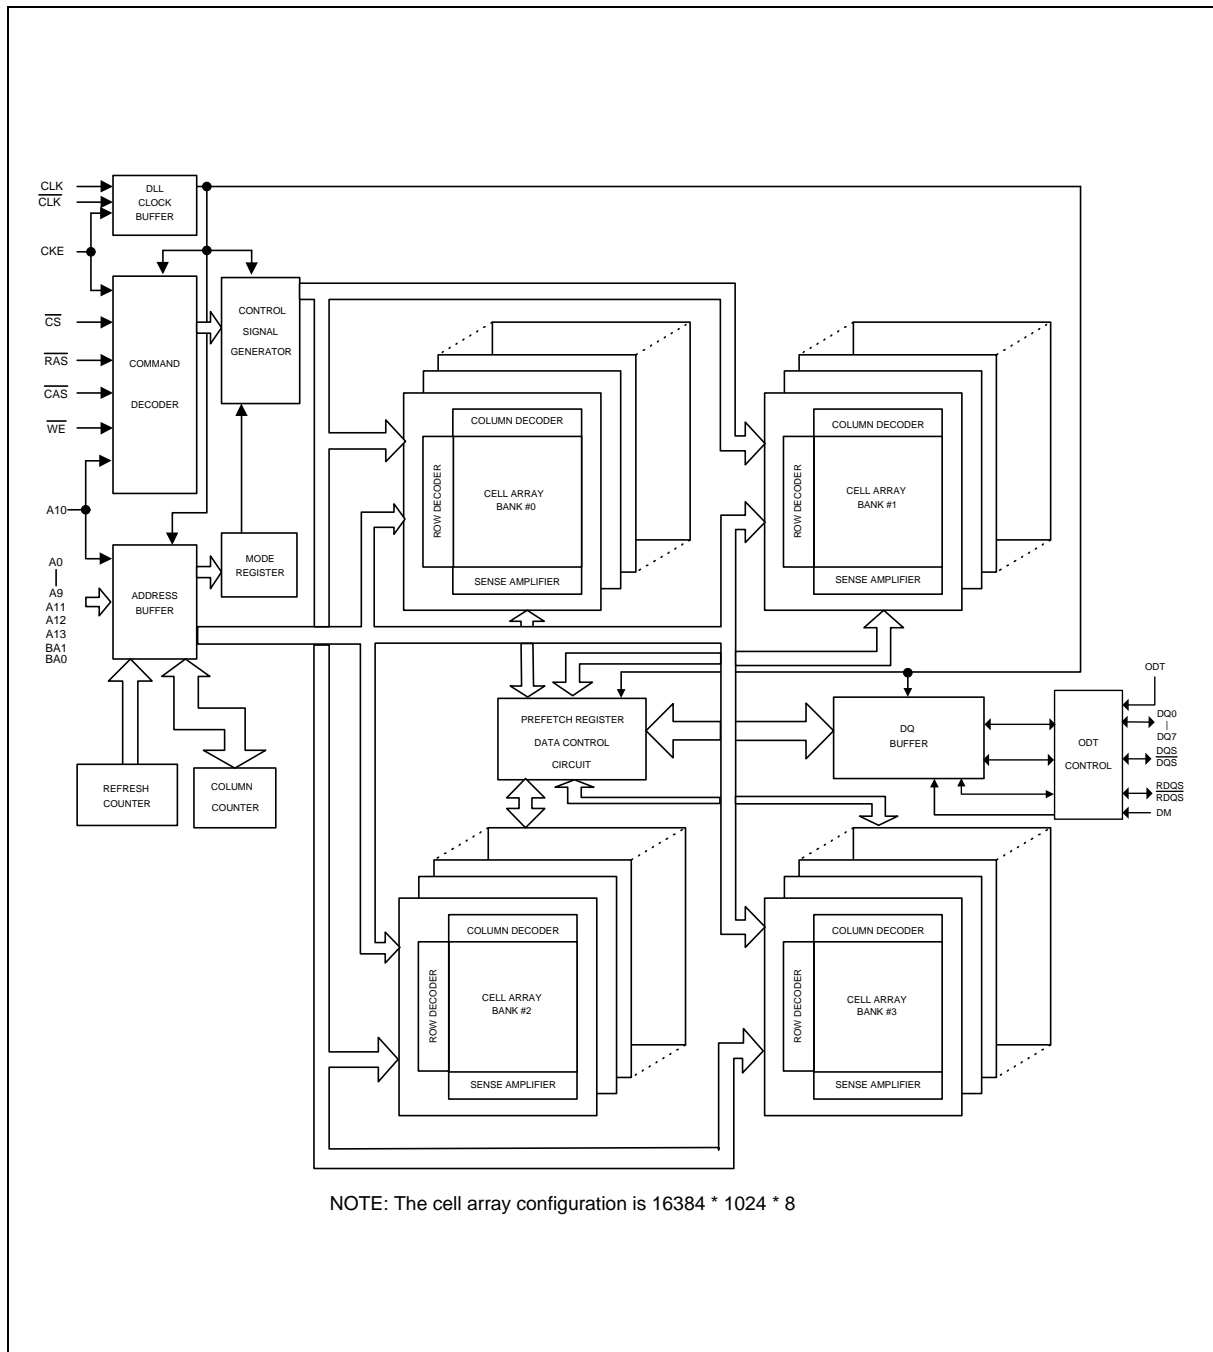 CLK
CLK
CKE
CS
RAS
CAS
WE
A10
A0
A9
A11
A12
A13
BA1
BA0
DLL
CLOCK
BUFFER
COMMAND
DECODER
CONTROL
SIGNAL
GENERATOR
ADDRESS
BUFFER
MODE
REGISTER
REFRESH
COUNTER
COLUMN
COUNTER
COLUMN DECODER
ROW DECODER
CELL ARRAY
BANK #0
SENSE AMPLIFIER
COLUMN DECODER
ROW DECODER
CELL ARRAY
BANK #1
SENSE AMPLIFIER
PREFETCH REGISTER
DATA CONTROL
CIRCUIT
DQ
BUFFER
ODT
CONTROL
ODT
DQ0
DQ7
DQS
DQS
RDQS
RDQS
DM
COLUMN DECODER
ROW DECODER
CELL ARRAY
BANK #2
SENSE AMPLIFIER
COLUMN DECODER
ROW DECODER
CELL ARRAY
BANK #3
SENSE AMPLIFIER
NOTE: The cell array configuration is 16384 * 1024 * 8